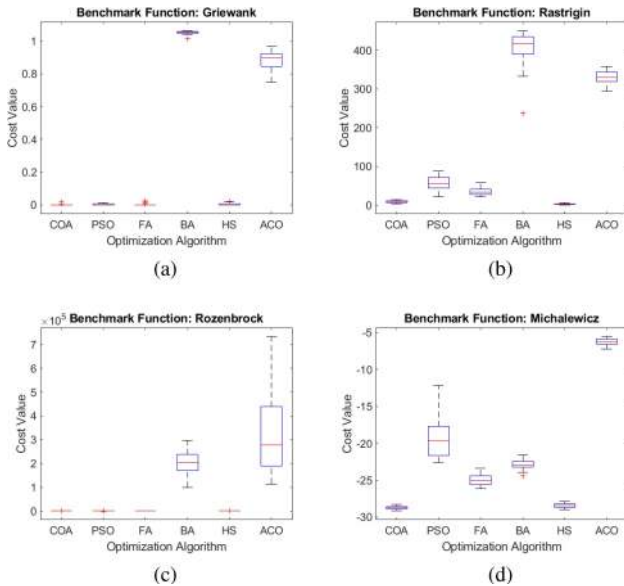 Benchmark Function: Griewank
1
0.8
0.6
0.4
0.2
0
Cost Value
COA PSO FA BA HS ACO
Optimization Algorithm
(a)
Benchmark Function: Rastrigin
400
300
200
100
0
Cost Value
COA PSO FA BA HS ACO
Optimization Algorithm
(b)
×10^5
Benchmark Function: Rozenbrock
7
6
5
4
3
2
1
0
Cost Value
COA PSO FA BA HS ACO
Optimization Algorithm
(c)
Benchmark Function: Michalewicz
-5
-10
-15
-20
-25
-30
Cost Value
COA PSO FA BA HS ACO
Optimization Algorithm
(d)